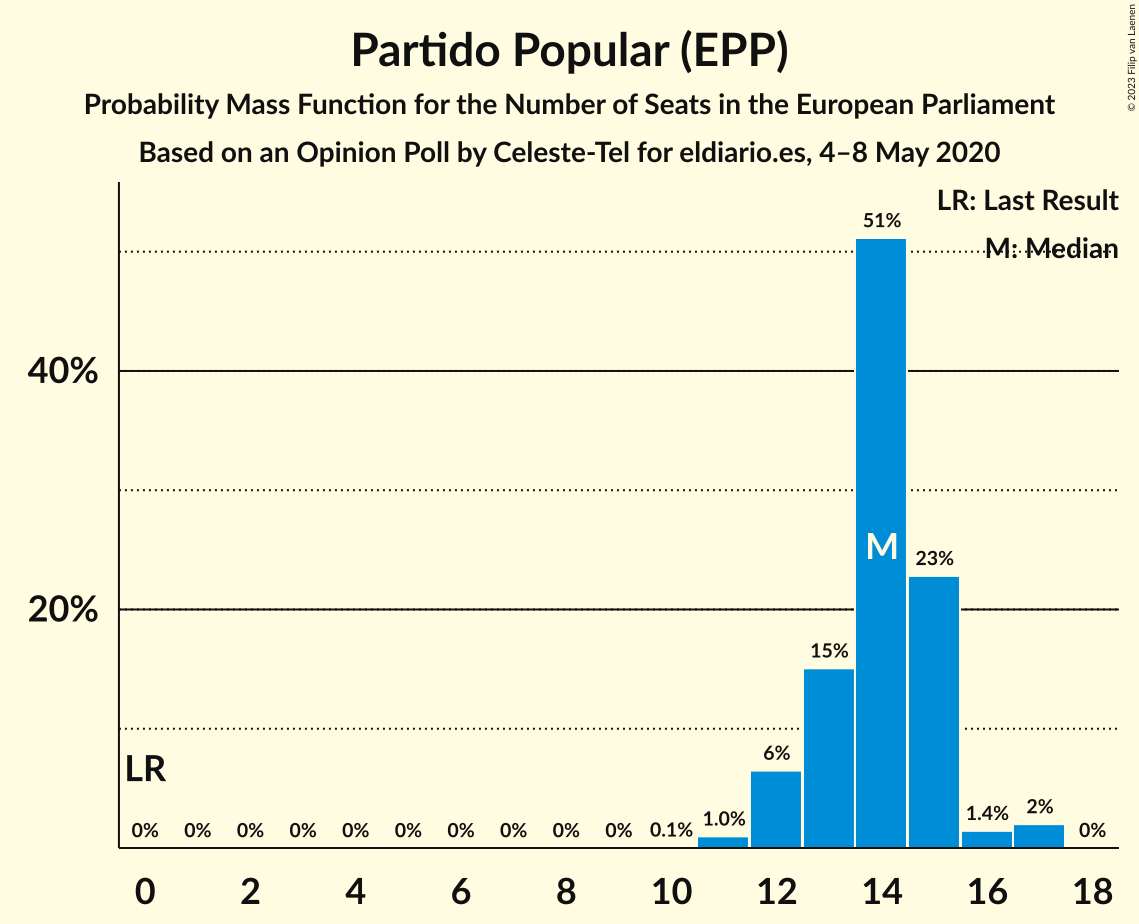 Partido Popular (EPP)
Probability Mass Function for the Number of Seats in the European Parliament
Based on an Opinion Poll by Celeste-Tel for eldiario.es, 4–8 May 2020
© 2023 Filip van Laenen
LR: Last Result
M: Median
51%
40%
M
23%
20%
15%
6%
LR
0% 0% 0% 0% 0% 0% 0% 0% 0% 0% 0.1% 1.0% 1.4% 2% 0%
0 2 4 6 8 10 12 14 16 18